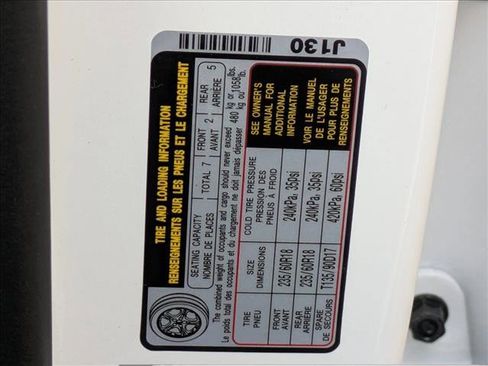 TIRE AND LOADING INFORMATION
RENSEIGNEMENTS SUR LES PNEUS ET LE CHARGEMENT
SEATING CAPACITY TOTAL 7 FRONT 2 REAR 5
NOMBRE DE PLACES AVANT ARRIÈRE
The combined weight of occupants and cargo should never exceed 480 kg or 1058 lbs.
Le poids total des occupants et du chargement ne doit jamais dépasser 480 kg ou 1058 lbs.
TIRE SIZE COLD TIRE PRESSURE
PNEU DIMENSIONS PRESSION DES PNEUS À FROID
FRONT 235/60R18 240kPa, 35psi
AVANT
REAR 235/60R18 240kPa, 35psi
ARRIÈRE
SPARE T135/90D17 420kPa, 60psi
DE SECOURS
SEE OWNER'S
MANUAL FOR
ADDITIONAL
INFORMATION
VOIR LE MANUEL
DE L'USAGER
POUR PLUS DE
RENSEIGNEMENTS
J130